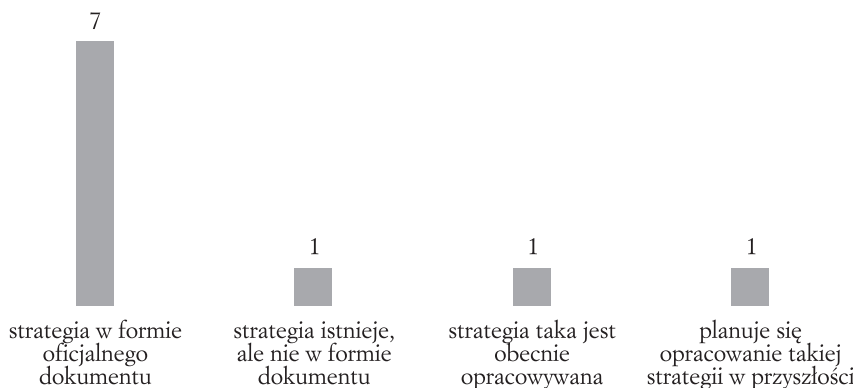 7
1
1
1
strategia w formie
oficjalnego
dokumentu
strategia istnieje,
ale nie w formie
dokumentu
strategia taka jest
obecnie
opracowywana
planuje się
opracowanie takiej
strategii w przyszłości